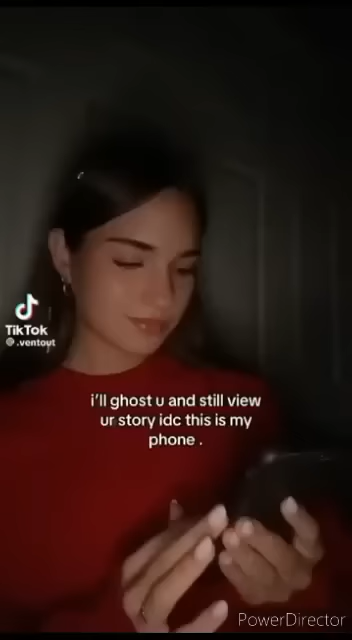 TikTok
@.ventout
i'll ghost u and still view
ur story idc this is my
phone .
PowerDirector